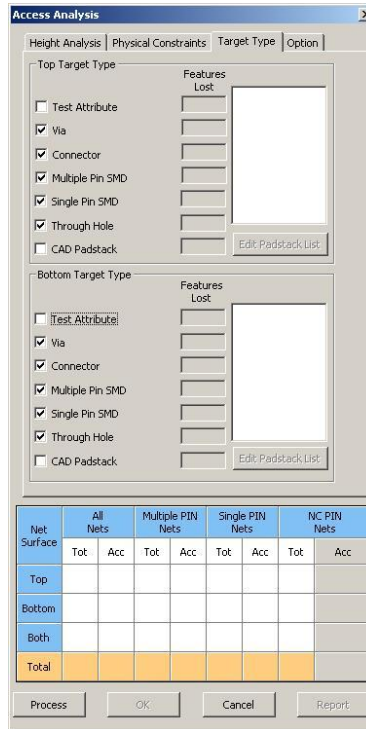 Access Analysis
Height Analysis Physical Constraints Target Type Option
Top Target Type
Features
Lost
Test Attribute
Via
Connector
Multiple Pin SMD
Single Pin SMD
Through Hole
CAD Padstack
Edit Padstack List
Bottom Target Type
Features
Lost
Test Attribute
Via
Connector
Multiple Pin SMD
Single Pin SMD
Through Hole
CAD Padstack
Edit Padstack List
Net Surface All Nets Multiple PIN Nets Single PIN Nets NC PIN Nets
Tot Acc Tot Acc Tot Acc Tot Acc
Top
Bottom
Both
Total
Process OK Cancel Report